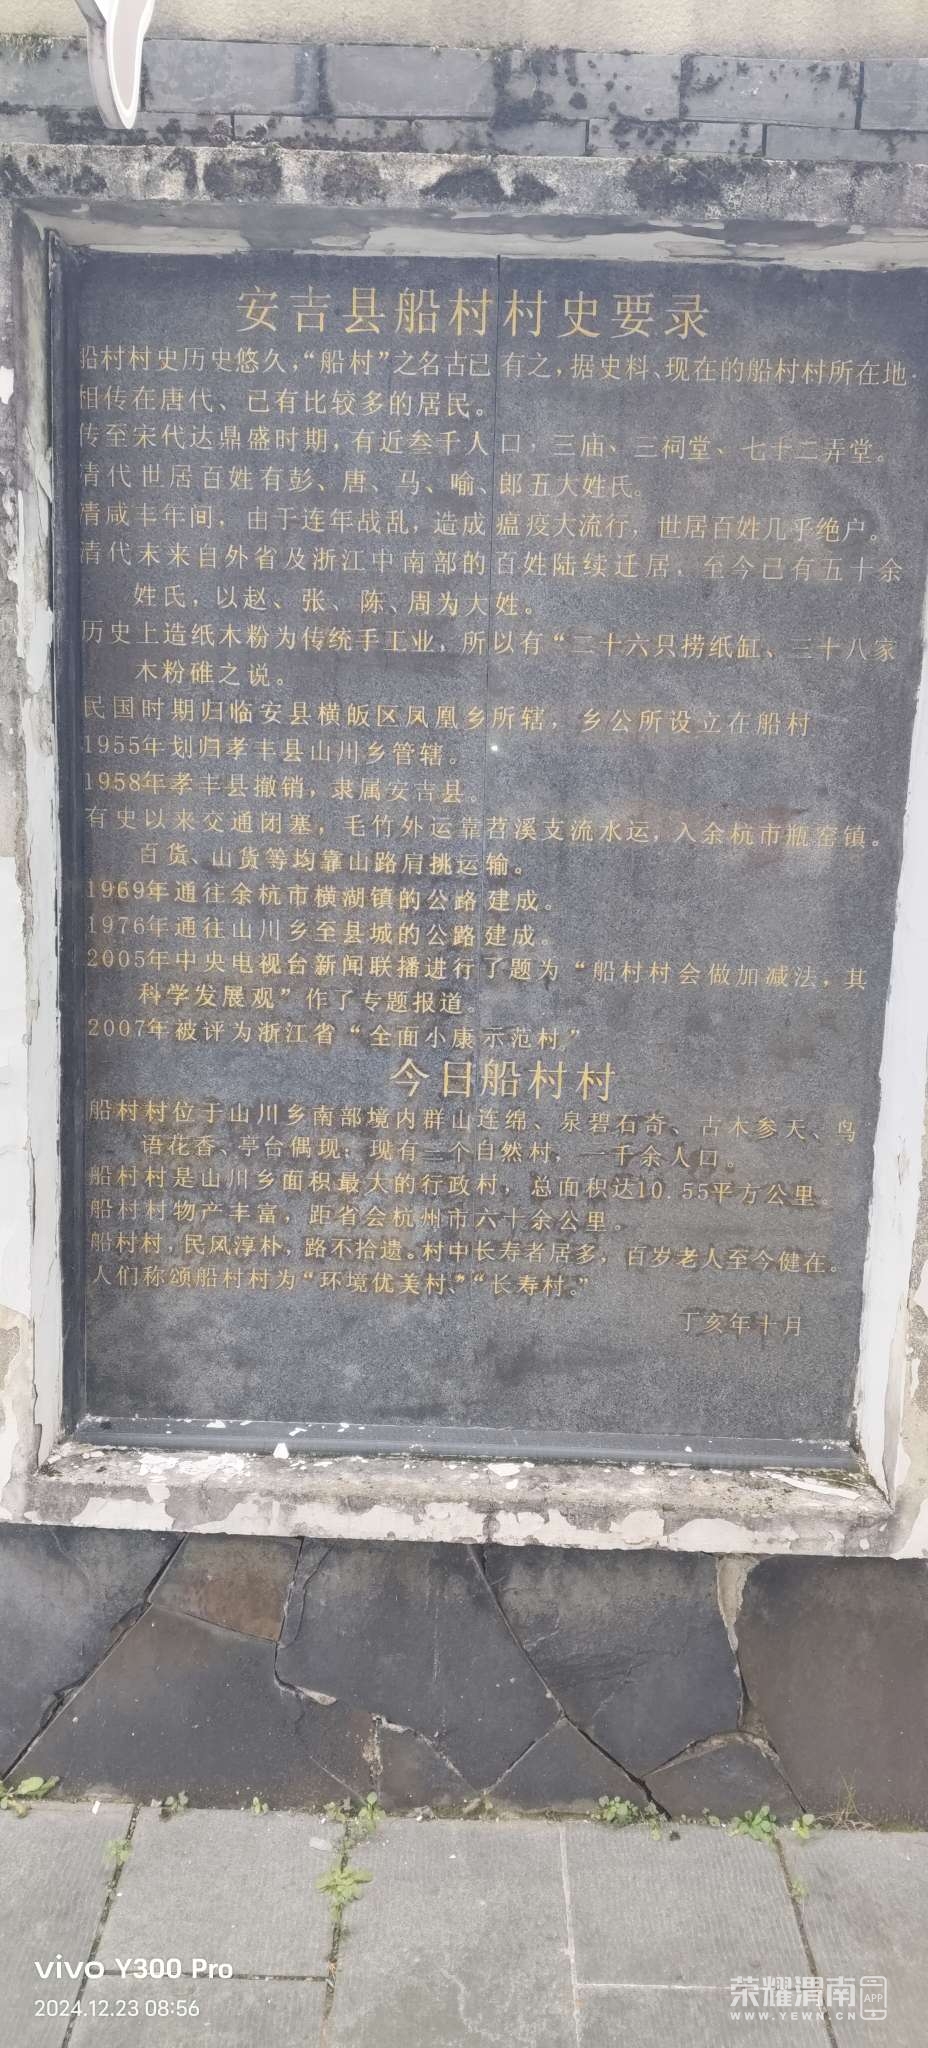 安吉县船村村史要录
船村村史历史悠久，“船村”之名古已有之，据史料、现在的船村村所在地·
相传在唐代、已有比较多的居民。
传至宋代达鼎盛时期，有近叁千人口，三庙、三祠堂、七十二弄堂。
清代世居百姓有彭、唐、马、喻、郎五大姓氏。
清咸丰年间，由于连年战乱，造成瘟疫大流行，世居百姓几乎绝户。
清代末来自外省及浙江中南部的百姓陆续迁居，至今已有五十余
姓氏，以赵、张、陈、周为大姓。
历史上造纸木粉为传统手工业，所以有“二十六只捞纸缸、三十八家
木粉碓之说。
民国时期归临安县横畈区凤凰乡所辖，乡公所设立在船村
1955年划归孝丰县山川乡管辖。
1958年孝丰县撤销，隶属安吉县。
有史以来交通闭塞，毛竹外运靠苕溪支流水运，入余杭市瓶窑镇。
百货、山货等均靠山路肩挑运输。
1969年通往余杭市横湖镇的公路建成。
1976年通往山川乡至县城的公路建成。
2005年中央电视台新闻联播进行了题为“船村村会做加减法，其
科学发展观”作了专题报道。
2007年被评为浙江省“全面小康示范村”
今日船村村
船村村位于山川乡南部境内群山连绵、泉碧石奇、古木参天、鸟
语花香、亭台偶现；现有三个自然村，一千余人口。
船村村是山川乡面积最大的行政村，总面积达10.55平方公里。
船村村物产丰富，距省会杭州市六十余公里。
船村村，民风淳朴，路不拾遗。村中长寿者居多，百岁老人至今健在。
人们称颂船村村为“环境优美村”、“长寿村。”
丁亥年十月
vivo Y300 Pro
2024.12.23 08:56
荣耀渭南 APP
WWW.YEWN.CN